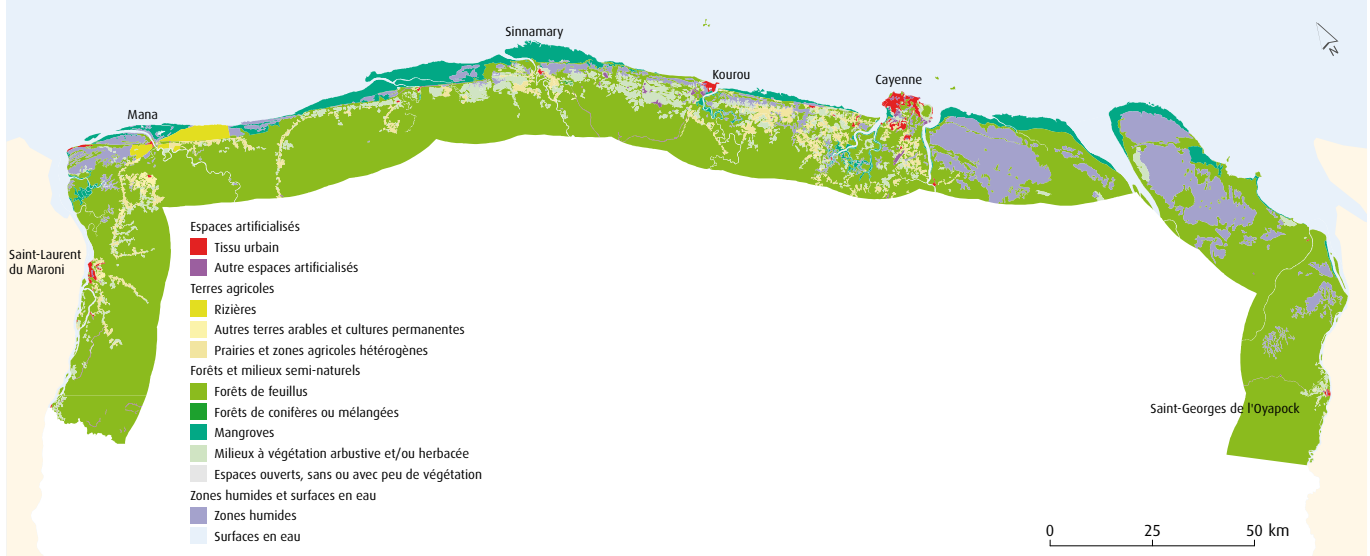 Sinnamary
N
Kourou
Cayenne
Mana
Saint-Laurent
du Maroni
Espaces artificialisés
Tissu urbain
Autre espaces artificialisés
Terres agricoles
Rizières
Autres terres arables et cultures permanentes
Prairies et zones agricoles hétérogènes
Forêts et milieux semi-naturels
Forêts de feuillus
Forêts de conifères ou mélangées
Mangroves
Milieux à végétation arbustive et/ou herbacée
Espaces ouverts, sans ou avec peu de végétation
Zones humides et surfaces en eau
Zones humides
Surfaces en eau
Saint-Georges de l'Oyapock
0 25 50 km